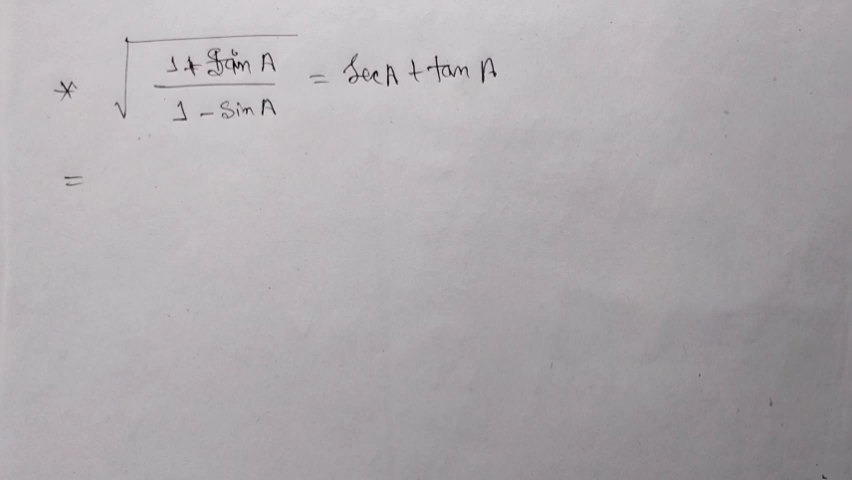 * √(1 + Sin A / 1 - Sin A) = Sec A + tan A
=